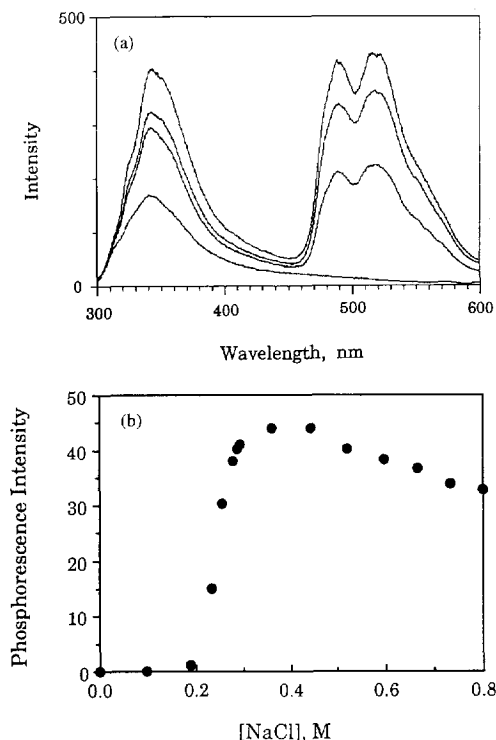 (a)
500
0
Intensity
300
400
500
600
Wavelength, nm
(b)
50
40
30
20
10
0
Phosphorescence Intensity
0.0
0.2
0.4
0.6
0.8
[NaCl], M